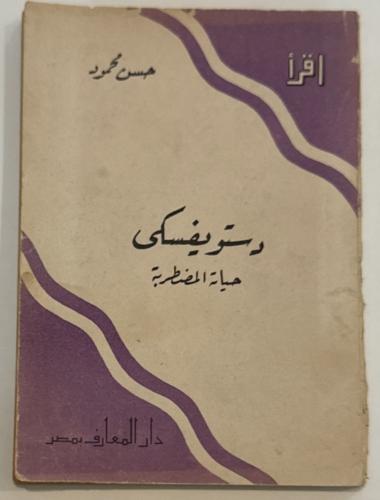 اقرأ
حسن محمود
دستويفسكى
حياته المضطربة
دار المعارف بمصر